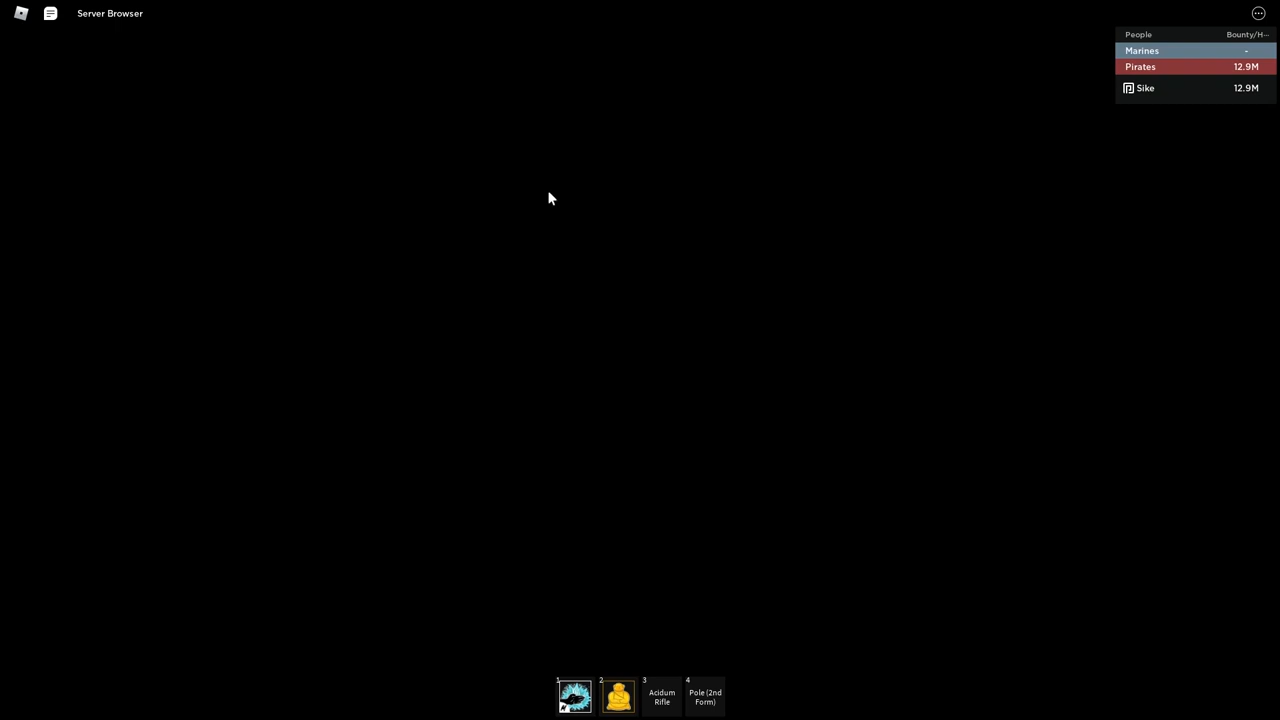 Server Browser
People Bounty/H...
Marines -
Pirates 12.9M
Sike 12.9M
1 2 3 4
Acidum
Rifle
Pole (2nd
Form)